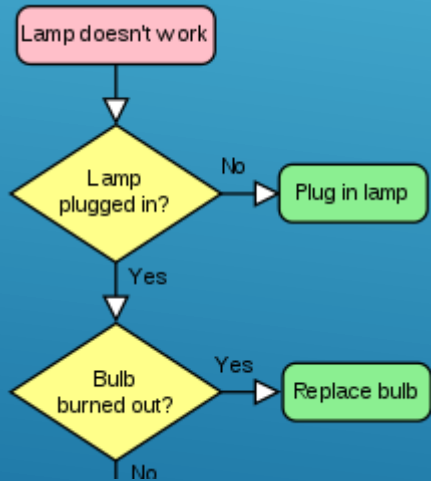 Lamp doesn't work
Lamp
plugged in?
No
Plug in lamp
Yes
Bulb
burned out?
Yes
Replace bulb
No